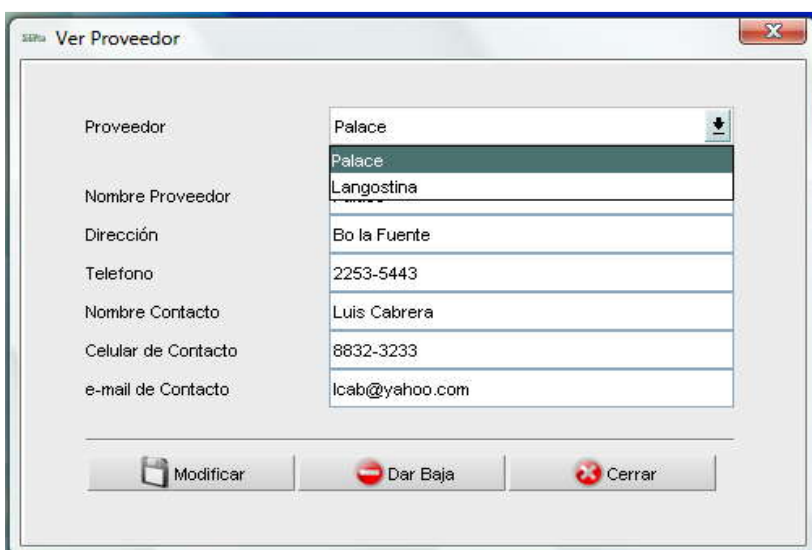 Ver Proveedor
Proveedor
Palace
Palace
Langostina
Nombre Proveedor
Dirección
Bo la Fuente
Telefono
2253-5443
Nombre Contacto
Luis Cabrera
Celular de Contacto
8832-3233
e-mail de Contacto
lcab@yahoo.com
Modificar
Dar Baja
Cerrar